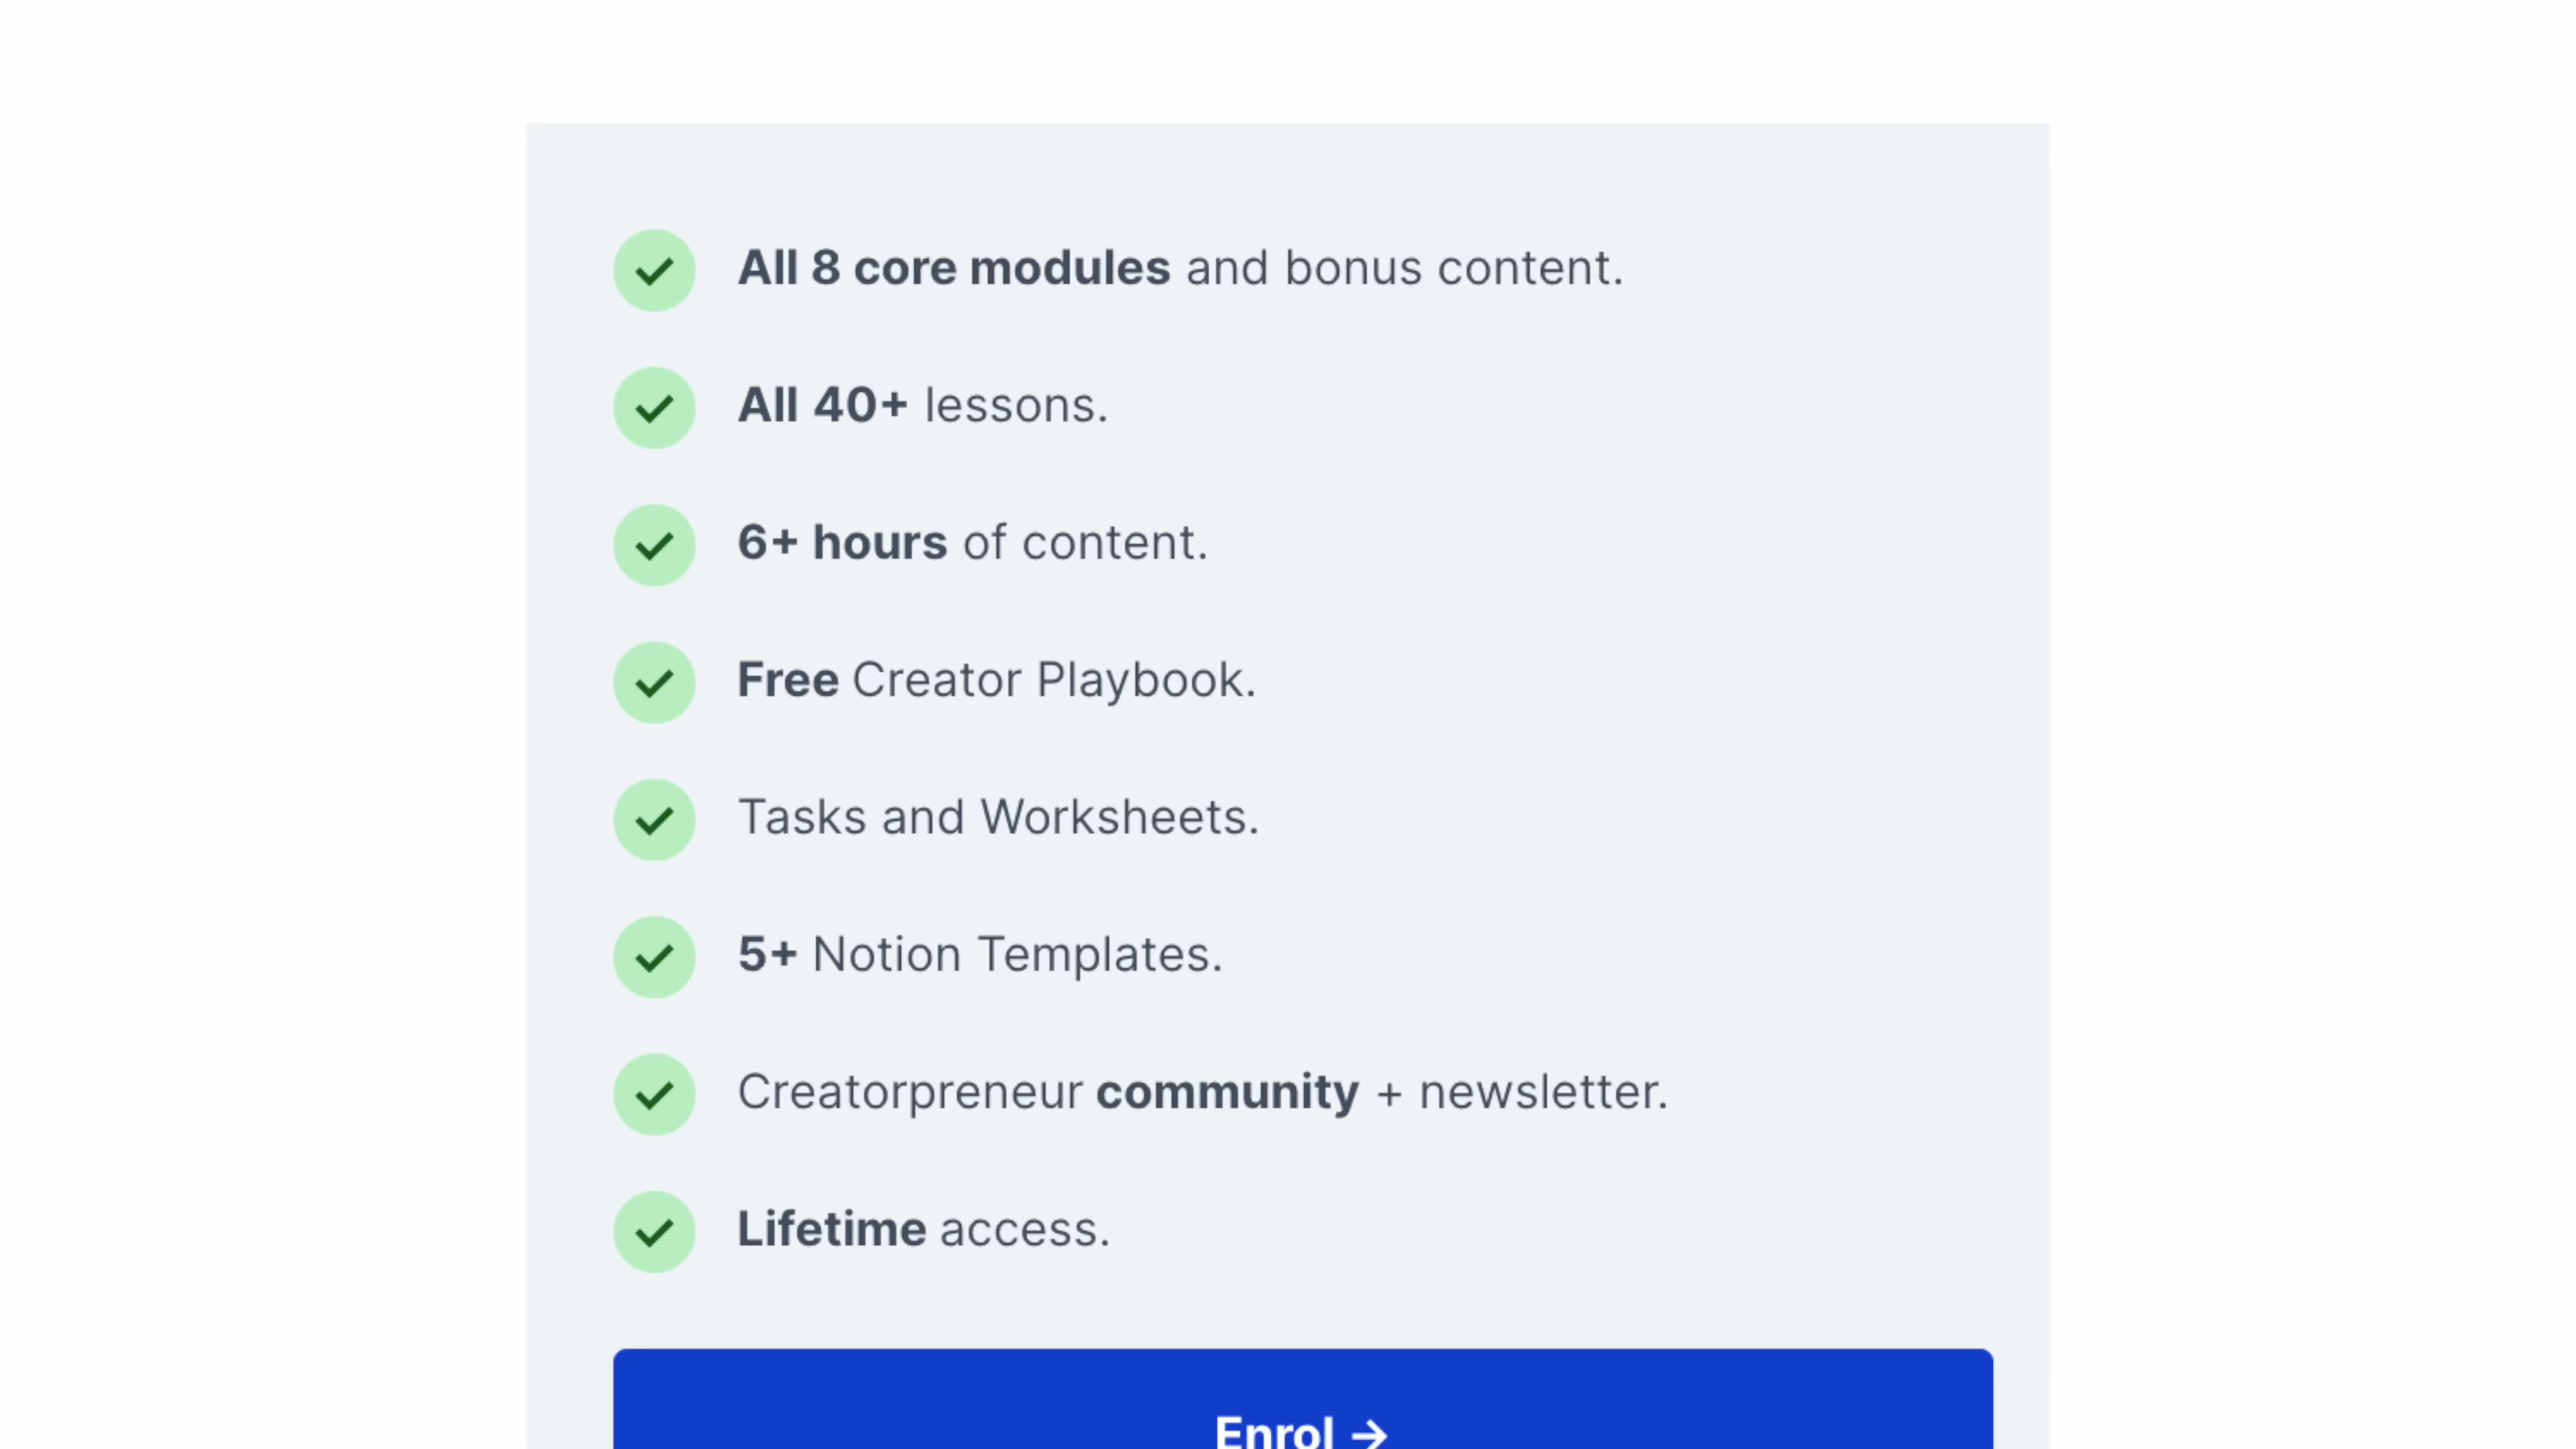 All 8 core modules and bonus content.
All 40+ lessons.
6+ hours of content.
Free Creator Playbook.
Tasks and Worksheets.
5+ Notion Templates.
Creatorpreneur community + newsletter.
Lifetime access.
Enrol →